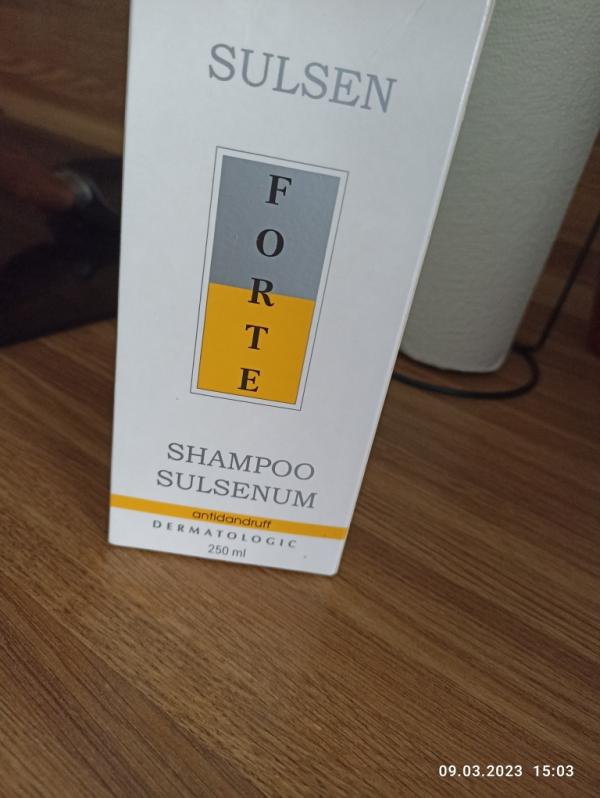 SULSEN
F
O
R
T
E
SHAMPOO
SULSENUM
antidandruff
DERMATOLOGIC
250 ml
09.03.2023 15:03